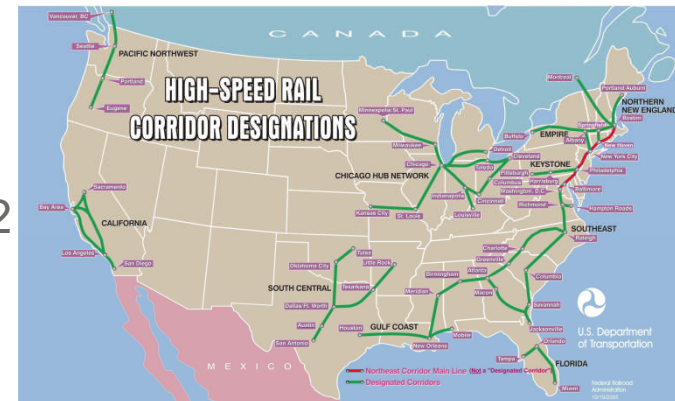 CANADA
Vancouver, BC
Seattle
PACIFIC NORTHWEST
Portland
Eugene
HIGH-SPEED RAIL
CORRIDOR DESIGNATIONS
Minneapolis/St. Paul
Milwaukee
Chicago
CHICAGO HUB NETWORK
Detroit
Toledo
Cleveland
Pittsburgh
Columbus
Indianapolis
Cincinnati
Louisville
Kansas City
St. Louis
Montreal
Portland/Auburn
NORTHERN
NEW ENGLAND
Boston
Springfield
Buffalo
EMPIRE
Albany
New Haven
New York City
KEYSTONE
Harrisburg
Philadelphia
Washington, D.C.
Baltimore
Richmond
Hampton Roads
SOUTHEAST
Raleigh
Charlotte
Greenville
Atlanta
Columbia
Macon
Savannah
Jacksonville
Birmingham
Meridian
Sacramento
Bay Area
CALIFORNIA
Los Angeles
San Diego
Tulsa
Oklahoma City
Little Rock
SOUTH CENTRAL
Texarkana
Dallas/Ft. Worth
Austin
San Antonio
Houston
GULF COAST
Mobile
New Orleans
Orlando
Tampa
FLORIDA
Miami
MEXICO
U.S. Department
of Transportation
Northeast Corridor Main Line (Not a "Designated Corridor")
Designated Corridors
Federal Railroad
Administration
2